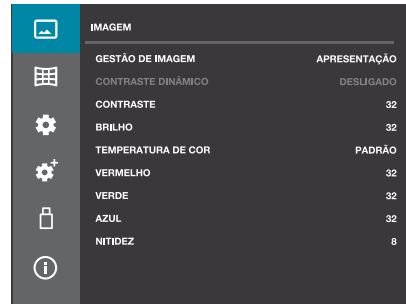 IMAGEM
GESTÃO DE IMAGEM APRESENTAÇÃO
CONTRASTE DINÂMICO DESLIGADO
CONTRASTE 32
BRILHO 32
TEMPERATURA DE COR PADRÃO
VERMELHO 32
VERDE 32
AZUL 32
NITIDEZ 8